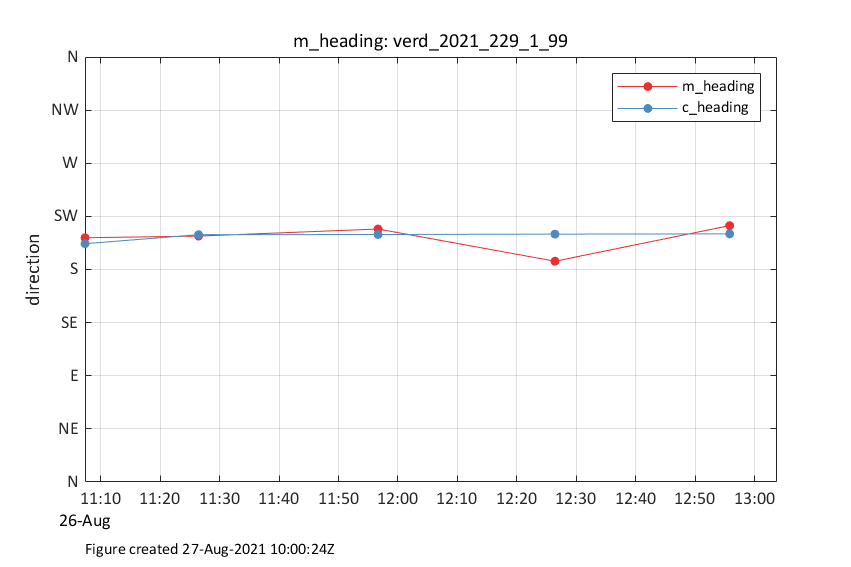 m_heading: verd_2021_229_1_99
N
NW
W
SW
S
SE
E
NE
N
direction
m_heading
c_heading
11:10 11:20 11:30 11:40 11:50 12:00 12:10 12:20 12:30 12:40 12:50 13:00
26-Aug
Figure created 27-Aug-2021 10:00:24Z